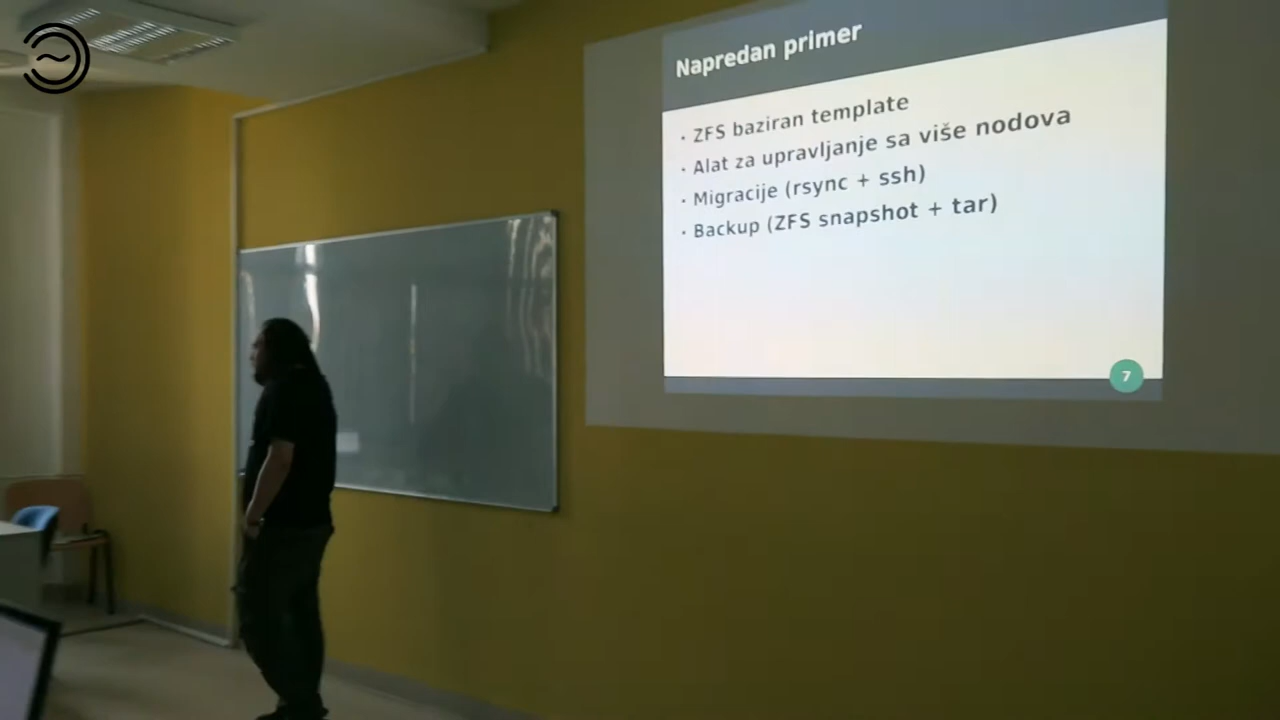 Napredan primer
· ZFS baziran template
· Alat za upravljanje sa više nodova
· Migracije (rsync + ssh)
· Backup (ZFS snapshot + tar)
7